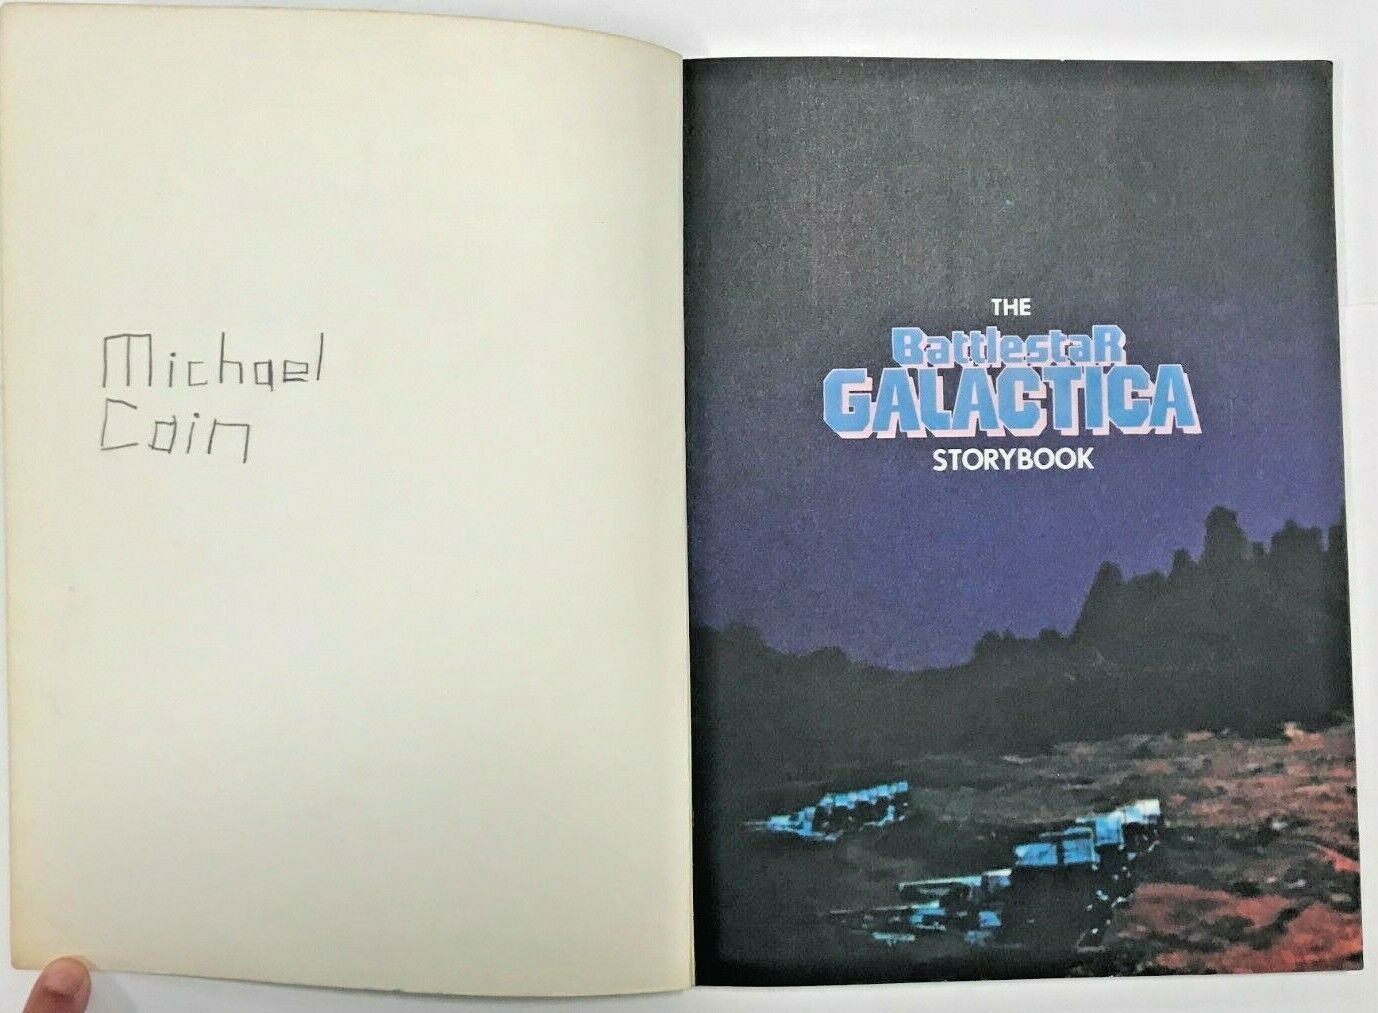 Michael
Cain
THE
BattlestaR
GALACTICA
STORYBOOK